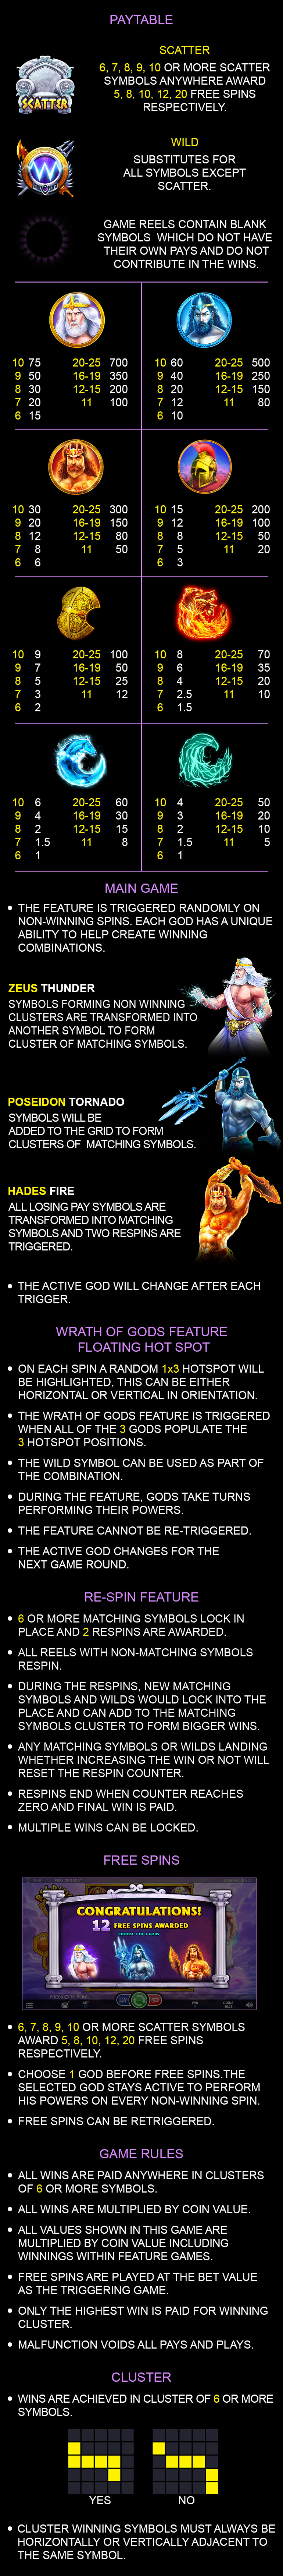 PAYTABLE
SCATTER
6, 7, 8, 9, 10 OR MORE SCATTER
SYMBOLS ANYWHERE AWARD
5, 8, 10, 12, 20 FREE SPINS
RESPECTIVELY.
SCATTER
WILD
SUBSTITUTES FOR
ALL SYMBOLS EXCEPT
SCATTER.
W
GAME REELS CONTAIN BLANK
SYMBOLS WHICH DO NOT HAVE
THEIR OWN PAYS AND DO NOT
CONTRIBUTE IN THE WINS.
10 75 20-25 700
9 50 16-19 350
8 30 12-15 200
7 20 11 100
6 15
10 60 20-25 500
9 40 16-19 250
8 20 12-15 150
7 12 11 80
6 10
10 30 20-25 300
9 20 16-19 150
8 12 12-15 80
7 8 11 50
6 6
10 15 20-25 200
9 12 16-19 100
8 8 12-15 50
7 5 11 20
6 3
10 9 20-25 100
9 7 16-19 50
8 5 12-15 25
7 3 11 12
6 2
10 8 20-25 70
9 6 16-19 35
8 4 12-15 20
7 2.5 11 10
6 1.5
10 6 20-25 60
9 4 16-19 30
8 2 12-15 15
7 1.5 11 8
6 1
10 4 20-25 50
9 3 16-19 20
8 2 12-15 10
7 1.5 11 5
6 1
MAIN GAME
• THE FEATURE IS TRIGGERED RANDOMLY ON
NON-WINNING SPINS. EACH GOD HAS A UNIQUE
ABILITY TO HELP CREATE WINNING
COMBINATIONS.
ZEUS THUNDER
SYMBOLS FORMING NON WINNING
CLUSTERS ARE TRANSFORMED INTO
ANOTHER SYMBOL TO FORM
CLUSTER OF MATCHING SYMBOLS.
POSEIDON TORNADO
SYMBOLS WILL BE
ADDED TO THE GRID TO FORM
CLUSTERS OF MATCHING SYMBOLS.
HADES FIRE
ALL LOSING PAY SYMBOLS ARE
TRANSFORMED INTO MATCHING
SYMBOLS AND TWO RESPINS ARE
TRIGGERED.
• THE ACTIVE GOD WILL CHANGE AFTER EACH
TRIGGER.
WRATH OF GODS FEATURE
FLOATING HOT SPOT
• ON EACH SPIN A RANDOM 1x3 HOTSPOT WILL
BE HIGHLIGHTED, THIS CAN BE EITHER
HORIZONTAL OR VERTICAL IN ORIENTATION.
• THE WRATH OF GODS FEATURE IS TRIGGERED
WHEN ALL OF THE 3 GODS POPULATE THE
3 HOTSPOT POSITIONS.
• THE WILD SYMBOL CAN BE USED AS PART OF
THE COMBINATION.
• DURING THE FEATURE, GODS TAKE TURNS
PERFORMING THEIR POWERS.
• THE FEATURE CANNOT BE RE-TRIGGERED.
• THE ACTIVE GOD CHANGES FOR THE
NEXT GAME ROUND.
RE-SPIN FEATURE
• 6 OR MORE MATCHING SYMBOLS LOCK IN
PLACE AND 2 RESPINS ARE AWARDED.
• ALL REELS WITH NON-MATCHING SYMBOLS
RESPIN.
• DURING THE RESPINS, NEW MATCHING
SYMBOLS AND WILDS WOULD LOCK INTO THE
PLACE AND CAN ADD TO THE MATCHING
SYMBOLS CLUSTER TO FORM BIGGER WINS.
• ANY MATCHING SYMBOLS OR WILDS LANDING
WHETHER INCREASING THE WIN OR NOT WILL
RESET THE RESPIN COUNTER.
• RESPINS END WHEN COUNTER REACHES
ZERO AND FINAL WIN IS PAID.
• MULTIPLE WINS CAN BE LOCKED.
FREE SPINS
CONGRATULATIONS!
12 FREE SPINS AWARDED
CHOOSE 1 OF 3 GODS
• 6, 7, 8, 9, 10 OR MORE SCATTER SYMBOLS
AWARD 5, 8, 10, 12, 20 FREE SPINS
RESPECTIVELY.
• CHOOSE 1 GOD BEFORE FREE SPINS.THE
SELECTED GOD STAYS ACTIVE TO PERFORM
HIS POWERS ON EVERY NON-WINNING SPIN.
• FREE SPINS CAN BE RETRIGGERED.
GAME RULES
• ALL WINS ARE PAID ANYWHERE IN CLUSTERS
OF 6 OR MORE SYMBOLS.
• ALL WINS ARE MULTIPLIED BY COIN VALUE.
• ALL VALUES SHOWN IN THIS GAME ARE
MULTIPLIED BY COIN VALUE INCLUDING
WINNINGS WITHIN FEATURE GAMES.
• FREE SPINS ARE PLAYED AT THE BET VALUE
AS THE TRIGGERING GAME.
• ONLY THE HIGHEST WIN IS PAID FOR WINNING
CLUSTER.
• MALFUNCTION VOIDS ALL PAYS AND PLAYS.
CLUSTER
• WINS ARE ACHIEVED IN CLUSTER OF 6 OR MORE
SYMBOLS.
YES NO
• CLUSTER WINNING SYMBOLS MUST ALWAYS BE
HORIZONTALLY OR VERTICALLY ADJACENT TO
THE SAME SYMBOL.